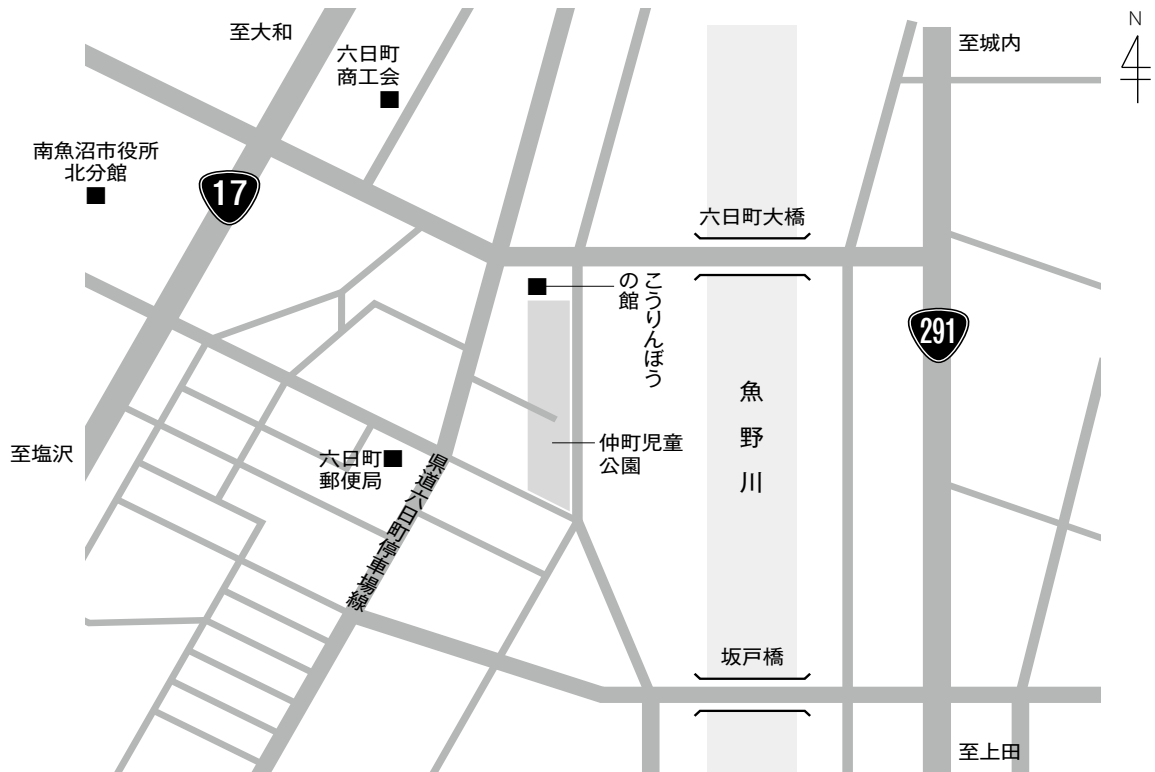 至大和
六日町
商工会
至城内
N
南魚沼市役所
北分館
17
六日町大橋
こうりんぼう
の館
291
魚野川
至塩沢
六日町
郵便局
県道六日町停車場線
仲町児童
公園
坂戸橋
至上田